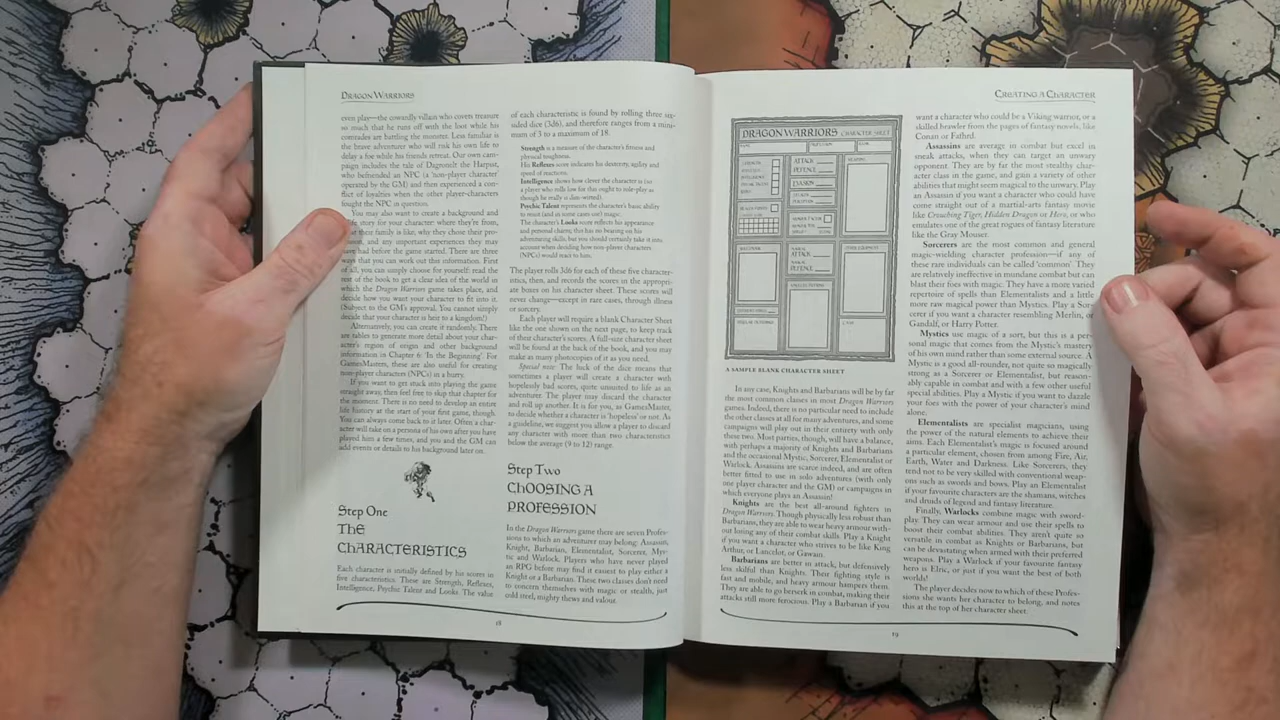 DRAGON WARRIORS
even play—the cowardly villain who covets treasure
so much that he runs off with the loot while his
comrades are battling the monster. Less familiar is
the brave adventurer who will risk his own life to
delay a foe while his friends retreat. Our own cam-
paign includes the tale of Dagnoult the Harpist,
who befriended an NPC (a 'non-player character'
operated by the GM) and then experienced a con-
flict of loyalty when the other player-characters
fought the NPC in question.
You may also want to create a background and
life story for your character: where they're from,
what their family is like, why they chose their pro-
and any important experiences they may
had before the game started. There are three
ways that you can work out this information. First
of all, you can simply choose for yourself: read the
rest of the book to get a clear idea of the world in
which the Dragon Warriors game takes place, and
decide how you want your character to fit into it.
(Subject to the GM's approval. You cannot simply
decide that your character is heir to a kingdom!)
Alternatively, you can create it randomly. There
are tables to generate more detail about your char-
acter's region of origin and other background
information in Chapter 6: 'In the Beginning'. For
GamesMasters, these are also useful for creating
non-player characters (NPCs) in a hurry.
If you want to get stuck into playing the game
straight away, then feel free to skip that chapter for
the moment. There is no need to develop an entire
life history at the start of your first game, though.
You can always come back to it later. Often a char-
acter will take on a persona of his own after you have
played him a few times, and you and the GM can
add events or details to his background later on.
Step One
THE
CHARACTERISTICS
Each character is initially defined by his scores in
five characteristics. These are Strength, Reflexes,
Intelligence, Psychic Talent and Looks. The value
of each characteristic is found by rolling three six-
sided dice (3d6), and therefore ranges from a mini-
mum of 3 to a maximum of 18.
Strength is a measure of the character's fitness and
physical toughness.
His Reflexes score indicates his dexterity, agility and
speed of reactions.
Intelligence shows how clever the character is (so
a player who rolls low for this ought to role-play as
though he really is dim-witted).
Psychic Talent represents the character's basic ability
to resist (and in some cases use) magic.
The character's Looks score reflects his appearance
and personal charm; this has no bearing on his
adventuring skills, but you should certainly take it into
account when deciding how non-player characters
(NPCs) would react to him.
The player rolls 3d6 for each of these five character-
istics, then, and records the scores in the appropri-
ate boxes on his character sheet. These scores will
never change—except in rare cases, through illness
or sorcery.
Each player will require a blank Character Sheet
like the one shown on the next page, to keep track
of their character's scores. A full-size character sheet
will be found at the back of the book, and you may
make as many photocopies of it as you need.
Special note: The luck of the dice means that
sometimes a player will create a character with
hopelessly bad scores, quite unsuited to life as an
adventurer. The player may discard the character
and roll up another. It is for you, as GamesMaster,
to decide whether a character is 'hopeless' or not. As
a guideline, we suggest you allow a player to discard
any character with more than two characteristics
below the average (9 to 12) range.
Step Two
CHOOSING A
PROFESSION
In the Dragon Warriors game there are seven Profes-
sions to which an adventurer may belong: Assassin,
Knight, Barbarian, Elementalist, Sorcerer, Mys-
tic and Warlock. Players who have never played
an RPG before may find it easiest to play either a
Knight or a Barbarian. These two classes don't need
to concern themselves with magic or stealth, just
cold steel, mighty thews and valour.
18
CREATING A CHARACTER
DRAGON WARRIORS CHARACTER SHEET
ATTACK
DEFENCE
EVASION
MAGICAL
ATTACK
MAGICAL
DEFENCE
A SAMPLE BLANK CHARACTER SHEET
In any case, Knights and Barbarians will be by far
the most common classes in most Dragon Warriors
games. Indeed, there is no particular need to include
the other classes at all for many adventures, and some
campaigns will play out in their entirety with only
these two. Most parties, though, will have a balance,
with perhaps a majority of Knights and Barbarians
and the occasional Mystic, Sorcerer, Elementalist or
Warlock. Assassins are scarce indeed, and are often
better fitted to use in solo adventures (with only
one player character and the GM) or campaigns in
which everyone plays an Assassin!
Knights are the best all-around fighters in
Dragon Warriors. Though physically less robust than
Barbarians, they are able to wear heavy armour with-
out losing any of their combat skills. Play a Knight
if you want a character who strives to be like King
Arthur, or Lancelot, or Gawain.
Barbarians are better in attack, but defensively
less skilful than Knights. Their fighting style is
fast and mobile, and heavy armour hampers them.
They are able to go berserk in combat, making their
attacks still more ferocious. Play a Barbarian if you
want a character who could be a Viking warrior, or a
skilled brawler from the pages of fantasy novels, like
Conan or Fafhrd.
Assassins are average in combat but excel in
sneak attacks, when they can target an unwary
opponent. They are by far the most stealthy char-
acter class in the game, and gain a variety of other
abilities that might seem magical to the unwary. Play
an Assassin if you want a character who could have
come straight out of a martial-arts fantasy movie
like Crouching Tiger, Hidden Dragon or Hero, or who
emulates one of the great rogues of fantasy literature
like the Gray Mouser.
Sorcerers are the most common and general
magic-wielding character profession—if any of
these rare individuals can be called 'common'. They
are relatively ineffective in mundane combat but can
blast their foes with magic. They have a more varied
repertoire of spells than Elementalists and a little
more raw magical power than Mystics. Play a Sor-
cerer if you want a character resembling Merlin, or
Gandalf, or Harry Potter.
Mystics use magic of a sort, but this is a per-
sonal magic that comes from the Mystic's mastery
of his own mind rather than some external source. A
Mystic is a good all-rounder, not quite so magically
strong as a Sorcerer or Elementalist, but reason-
ably capable in combat and with a few other useful
special abilities. Play a Mystic if you want to dazzle
your foes with the power of your character's mind
alone.
Elementalists are specialist magicians, using
the power of the natural elements to achieve their
aims. Each Elementalist's magic is focused around
a particular element, chosen from among Fire, Air,
Earth, Water and Darkness. Like Sorcerers, they
tend not to be very skilled with conventional weap-
ons such as swords and bows. Play an Elementalist
if your favourite characters are the shamans, witches
and druids of legend and fantasy literature.
Finally, Warlocks combine magic with sword-
play. They can wear armour and use their spells to
boost their combat abilities. They aren't quite so
versatile in combat as Knights or Barbarians, but
can be devastating when armed with their preferred
weapons. Play a Warlock if your favourite fantasy
hero is Elric, or just if you want the best of both
worlds!
The player decides now to which of these Profes-
sions she wants her character to belong, and notes
this at the top of her character sheet.
19